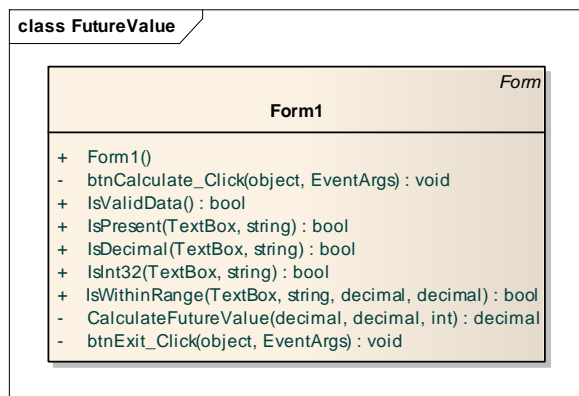 class FutureValue
Form
Form1
+ Form1()
- btnCalculate_Click(object, EventArgs) : void
+ IsValidData() : bool
+ IsPresent(TextBox, string) : bool
+ IsDecimal(TextBox, string) : bool
+ IsInt32(TextBox, string) : bool
+ IsWithinRange(TextBox, string, decimal, decimal) : bool
- CalculateFutureValue(decimal, decimal, int) : decimal
- btnExit_Click(object, EventArgs) : void